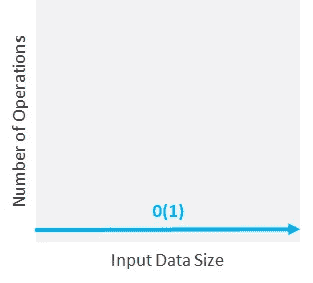 Number of Operations
0(1)
Input Data Size